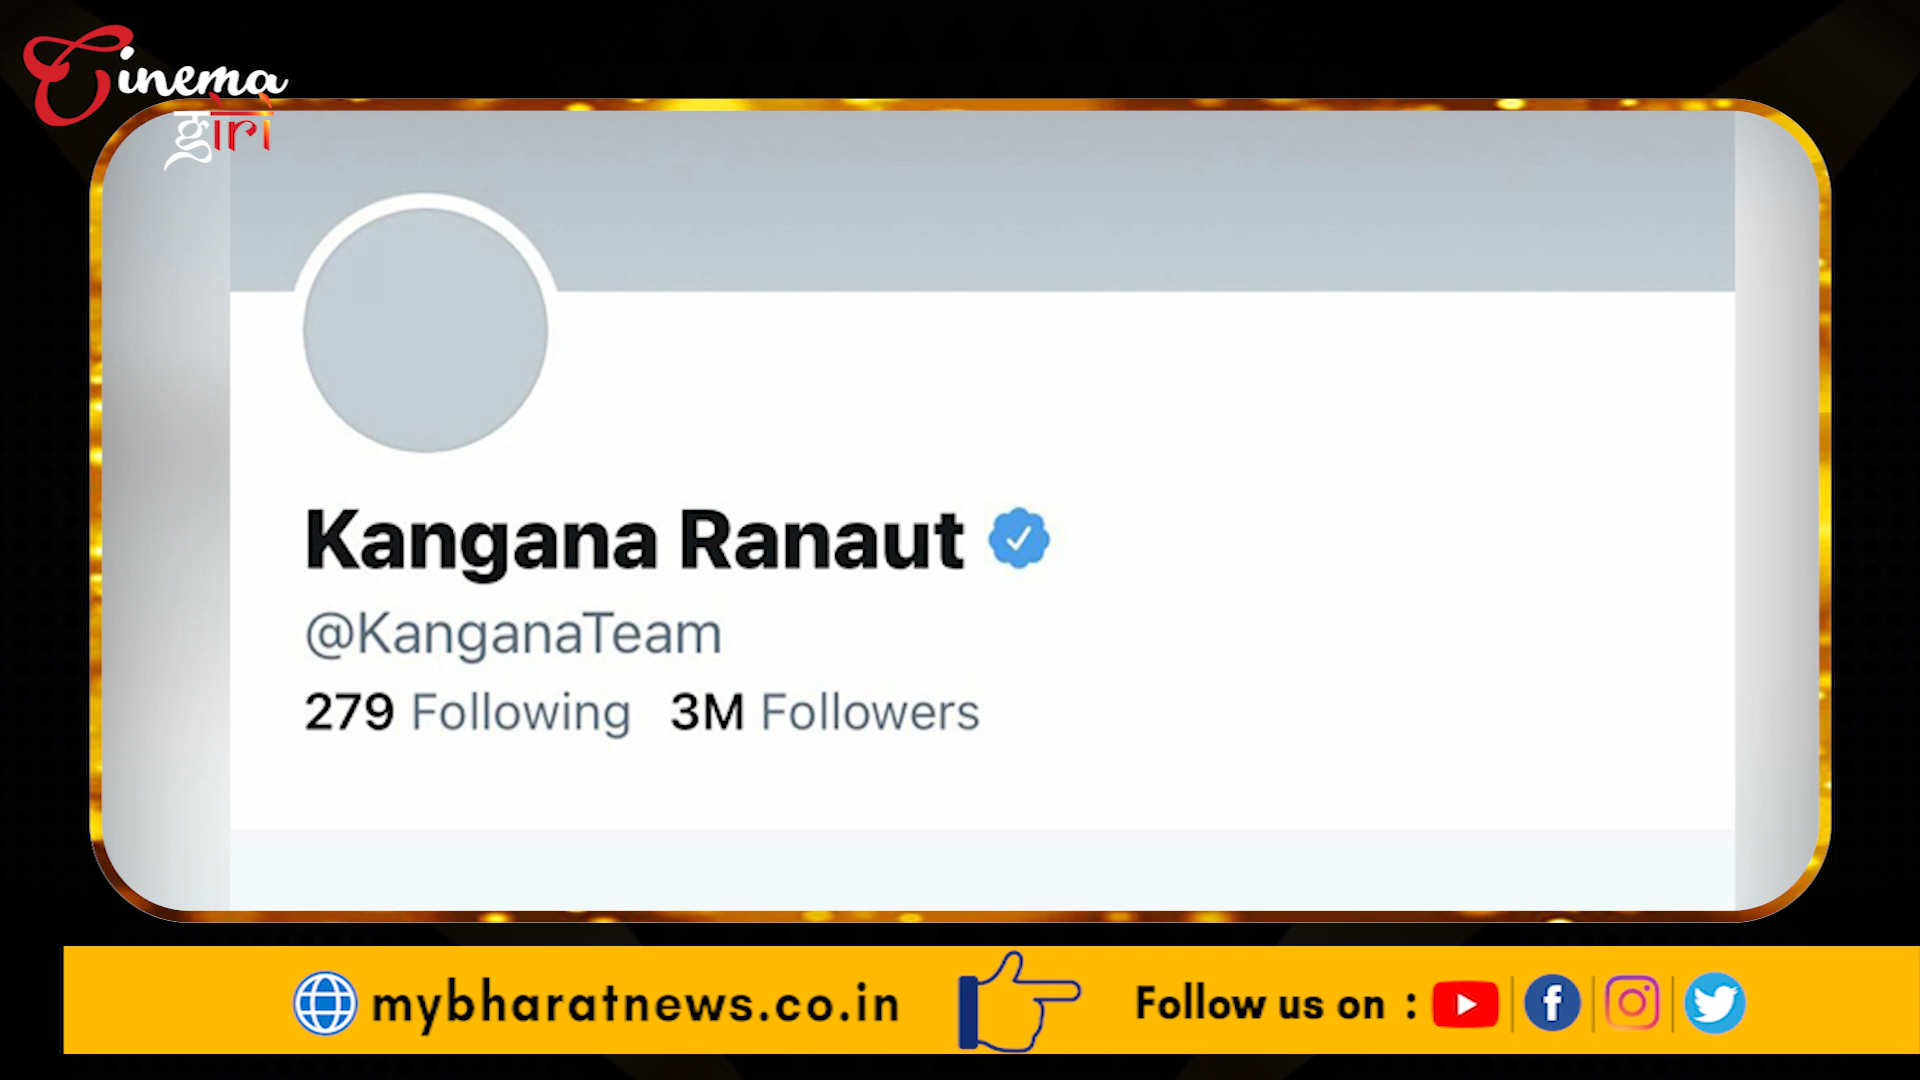 Cinema
गीरी
Kangana Ranaut
@KanganaTeam
279 Following 3M Followers
mybharatnews.co.in
Follow us on :